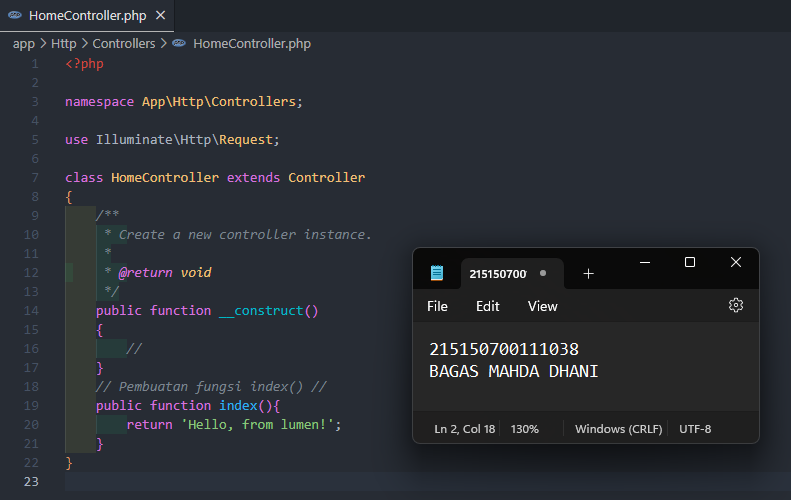 HomeController.php
app > Http > Controllers > HomeController.php
1 <?php
2
3 namespace App\Http\Controllers;
4
5 use Illuminate\Http\Request;
6
7 class HomeController extends Controller
8 {
9 /**
10 * Create a new controller instance.
11 *
12 * @return void
13 */
14 public function __construct()
15 {
16 //
17 }
18 // Pembuatan fungsi index() //
19 public function index(){
20 return 'Hello, from lumen!';
21 }
22 }
23
215150700
File Edit View
215150700111038
BAGAS MAHDA DHANI
Ln 2, Col 18 130% Windows (CRLF) UTF-8